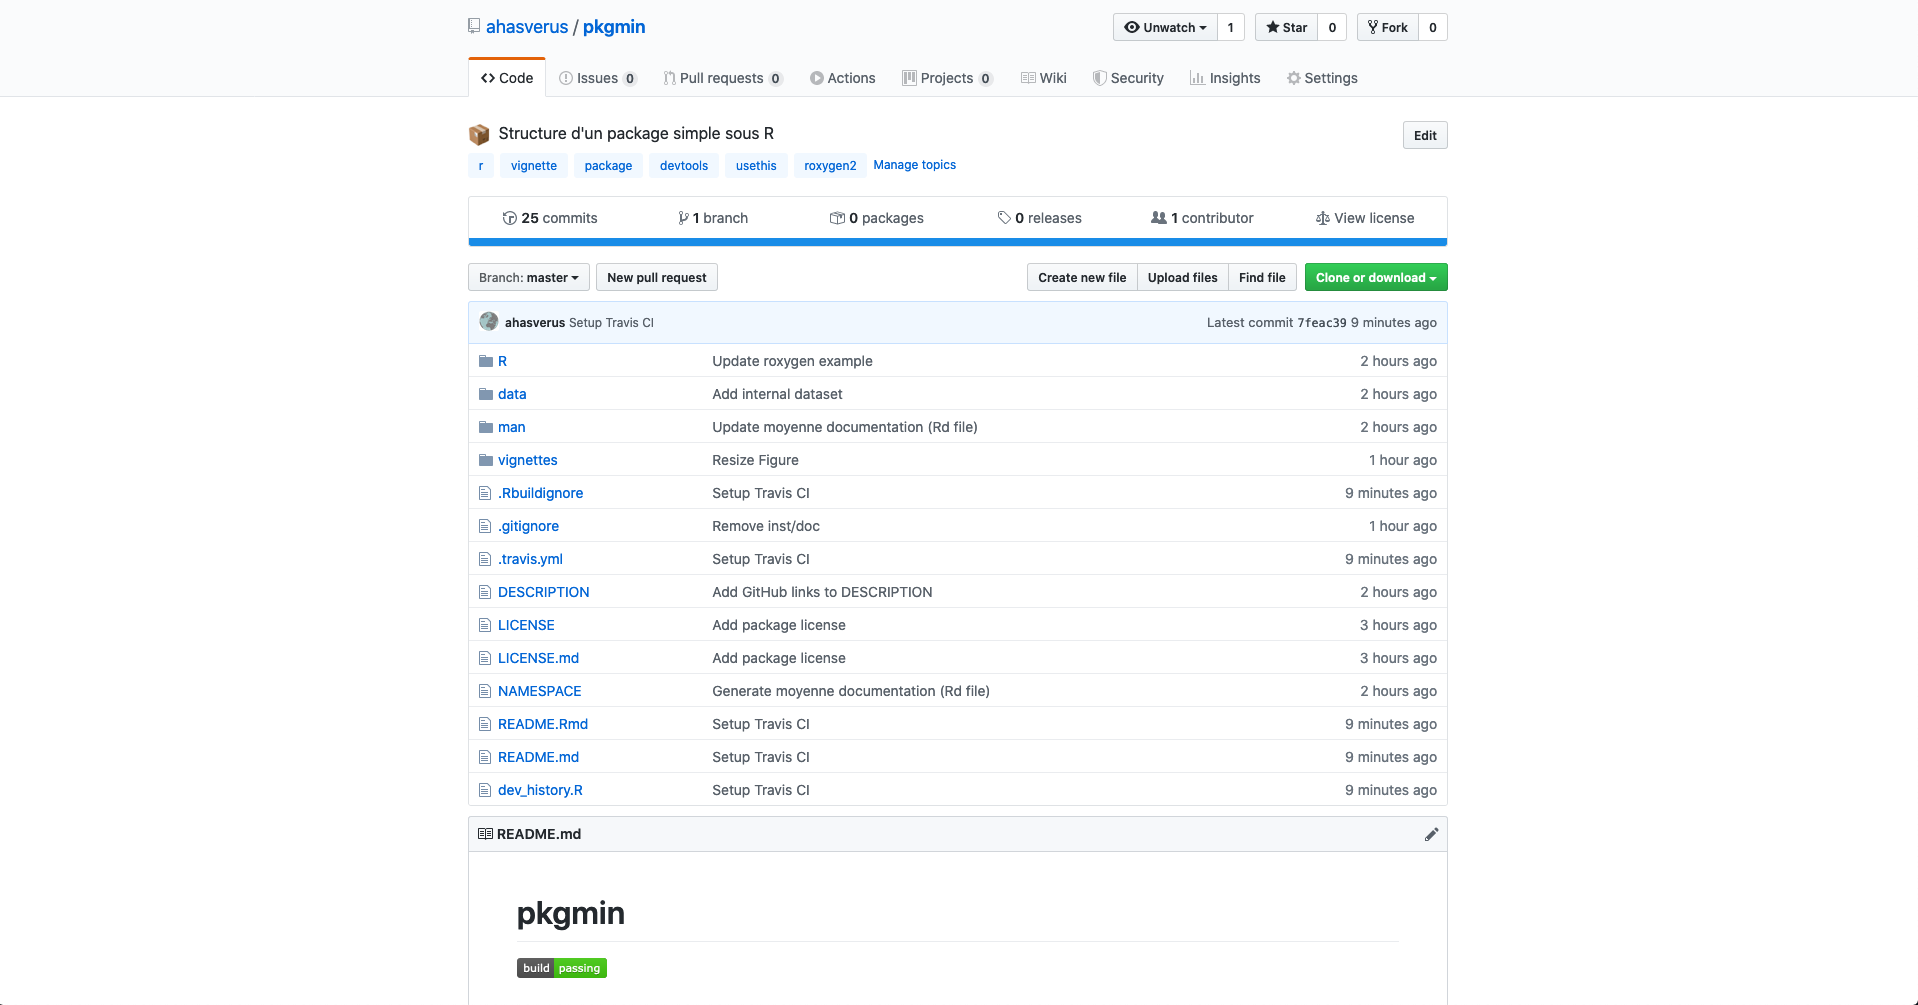 ahasverus / pkgmin
Unwatch 1 Star 0 Fork 0
Code Issues 0 Pull requests 0 Actions Projects 0 Wiki Security Insights Settings
Structure d'un package simple sous R Edit
r vignette package devtools usethis roxygen2 Manage topics
25 commits 1 branch 0 packages 0 releases 1 contributor View license
Branch: master New pull request Create new file Upload files Find file Clone or download
ahasverus Setup Travis CI Latest commit 7feac39 9 minutes ago
R Update roxygen example 2 hours ago
data Add internal dataset 2 hours ago
man Update moyenne documentation (Rd file) 2 hours ago
vignettes Resize Figure 1 hour ago
.Rbuildignore Setup Travis CI 9 minutes ago
.gitignore Remove inst/doc 1 hour ago
.travis.yml Setup Travis CI 9 minutes ago
DESCRIPTION Add GitHub links to DESCRIPTION 2 hours ago
LICENSE Add package license 3 hours ago
LICENSE.md Add package license 3 hours ago
NAMESPACE Generate moyenne documentation (Rd file) 2 hours ago
README.Rmd Setup Travis CI 9 minutes ago
README.md Setup Travis CI 9 minutes ago
dev_history.R Setup Travis CI 9 minutes ago
README.md
pkgmin
build passing